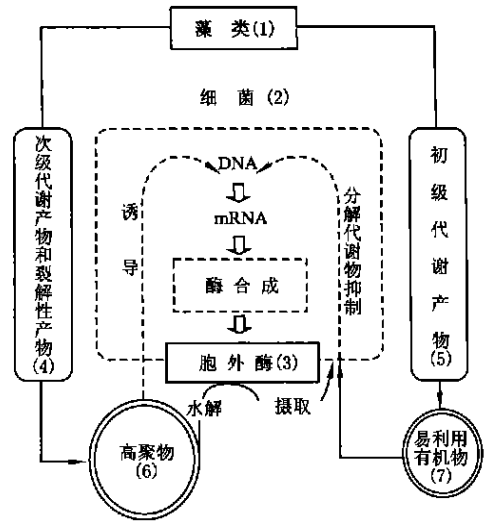 藻类(1)
细菌(2)
次级代谢产物和裂解性产物(4)
初级代谢产物(5)
诱导
DNA
mRNA
酶合成
分解代谢物抑制
胞外酶(3)
水解
摄取
高聚物
(6)
易利用
有机物
(7)